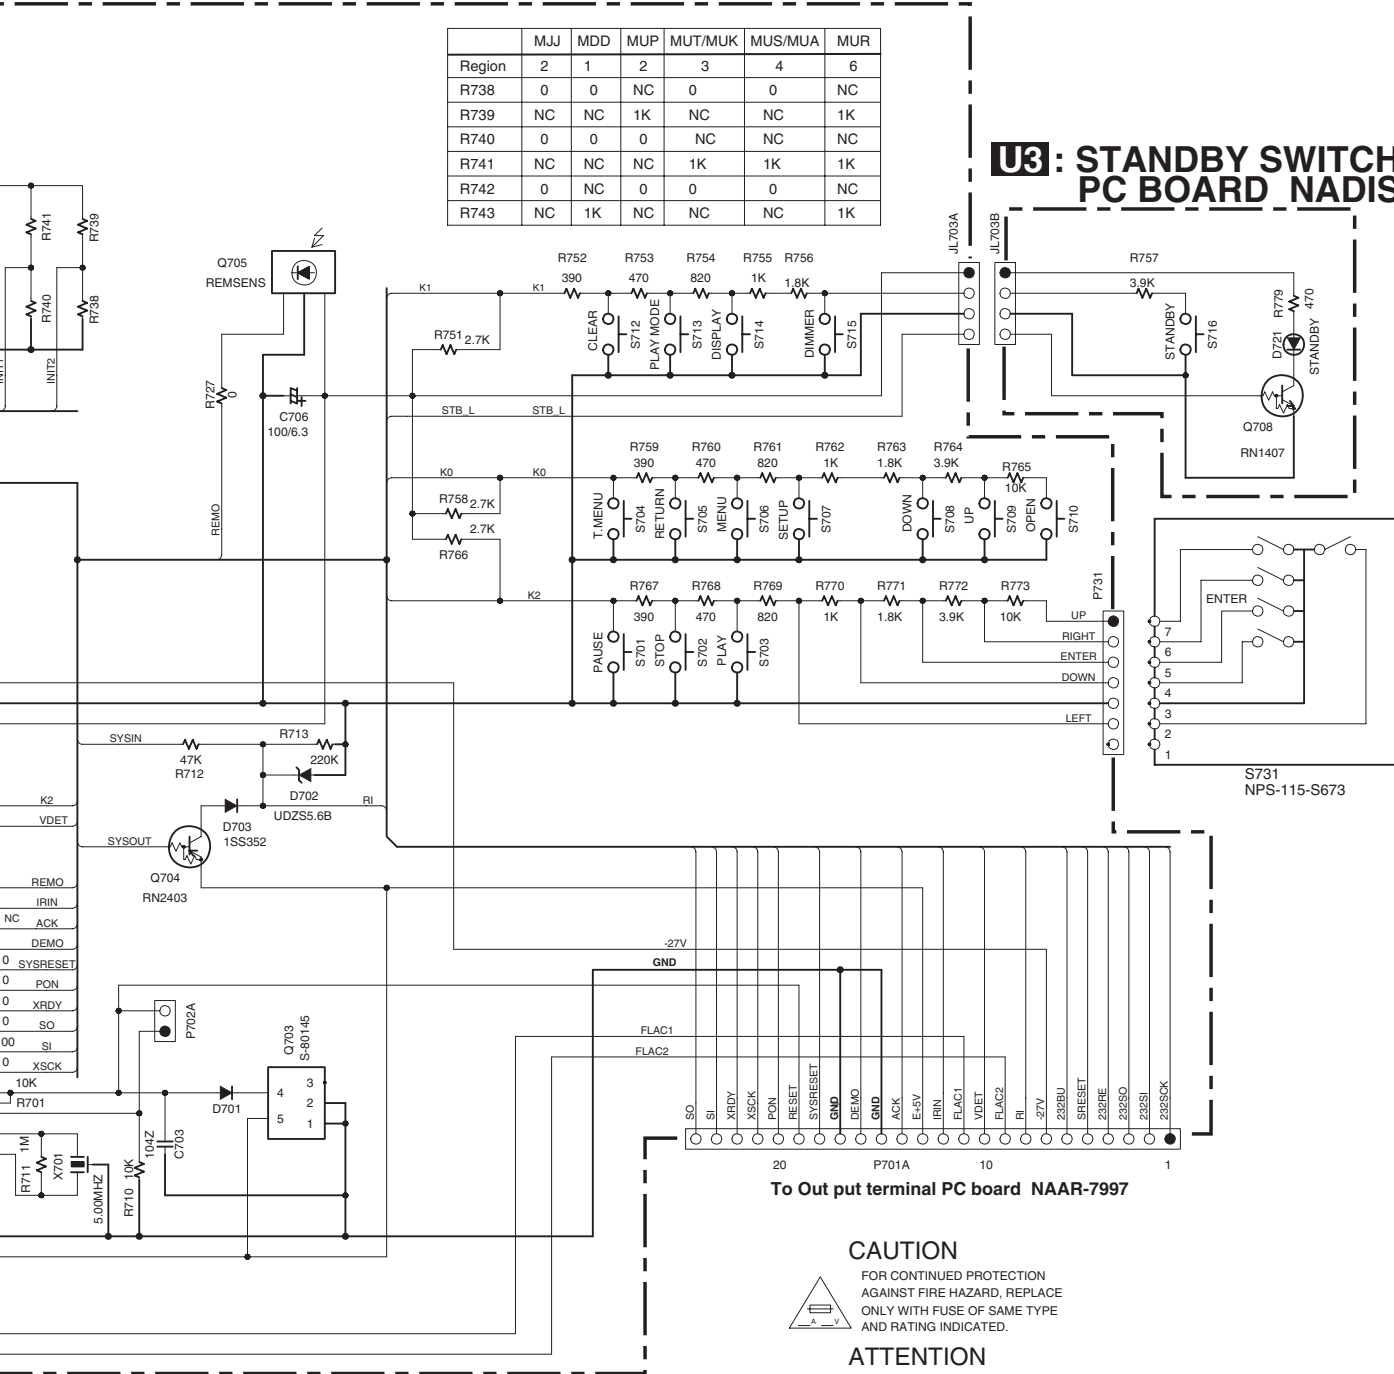 MJJ MDD MUP MUT/MUK MUS/MUA MUR
Region 2 1 2 3 4 6
R738 0 0 NC 0 0 NC
R739 NC NC 1K NC NC 1K
R740 0 0 0 NC NC NC
R741 NC NC NC 1K 1K 1K
R742 0 NC 0 0 0 NC
R743 NC 1K NC NC NC 1K
U3 : STANDBY SWITCH
PC BOARD NADIS
R741
R739
R740
R738
INIT1
INIT2
Q705
REMSENS
R727
0
C706
100/6.3
REMO
K1
K1
R751 2.7K
R752 R753 R754 R755 R756
390 470 820 1K 1.8K
CLEAR S712
PLAY MODE S713
DISPLAY S714
DIMMER S715
JL703A
JL703B
R757
3.9K
STANDBY S716
R779 470
D721 STANDBY
Q708
RN1407
STB_L STB_L
K0 K0
R758 2.7K
2.7K
R766
R759 R760 R761 R762 R763 R764 R765
390 470 820 1K 1.8K 3.9K 10K
T.MENU S704
RETURN S705
MENU S706
SETUP S707
DOWN S708
UP S709
OPEN S710
K2
R767 R768 R769 R770 R771 R772 R773
390 470 820 1K 1.8K 3.9K 10K
PAUSE S701
STOP S702
PLAY S703
P731
UP
RIGHT
ENTER
DOWN
LEFT
ENTER
7
6
5
4
3
2
1
S731
NPS-115-S673
SYSIN
47K
R712
R713
220K
D702
UDZS5.6B
RI
D703
1SS352
SYSOUT
Q704
RN2403
K2
VDET
REMO
IRIN
NC ACK
DEMO
0 SYSRESET
0 PON
0 XRDY
0 SO
00 SI
0 XSCK
10K
R701
P702A
Q703
S-80145
4 3
5 2
1
D701
104Z
C703
R711 1M
X701
5.00MHZ
R710 10K
-27V
GND
FLAC1
FLAC2
SO
SI
XRDY
XSCK
PON
RESET
SYSRESET
GND
DEMO
GND
ACK
E+5V
IRIN
FLAC1
VDET
FLAC2
RI
-27V
232BU
SRESET
232RE
232SO
232SI
232SCK
20 P701A 10 1
To Out put terminal PC board NAAR-7997
CAUTION
FOR CONTINUED PROTECTION
AGAINST FIRE HAZARD, REPLACE
ONLY WITH FUSE OF SAME TYPE
AND RATING INDICATED.
A V
ATTENTION